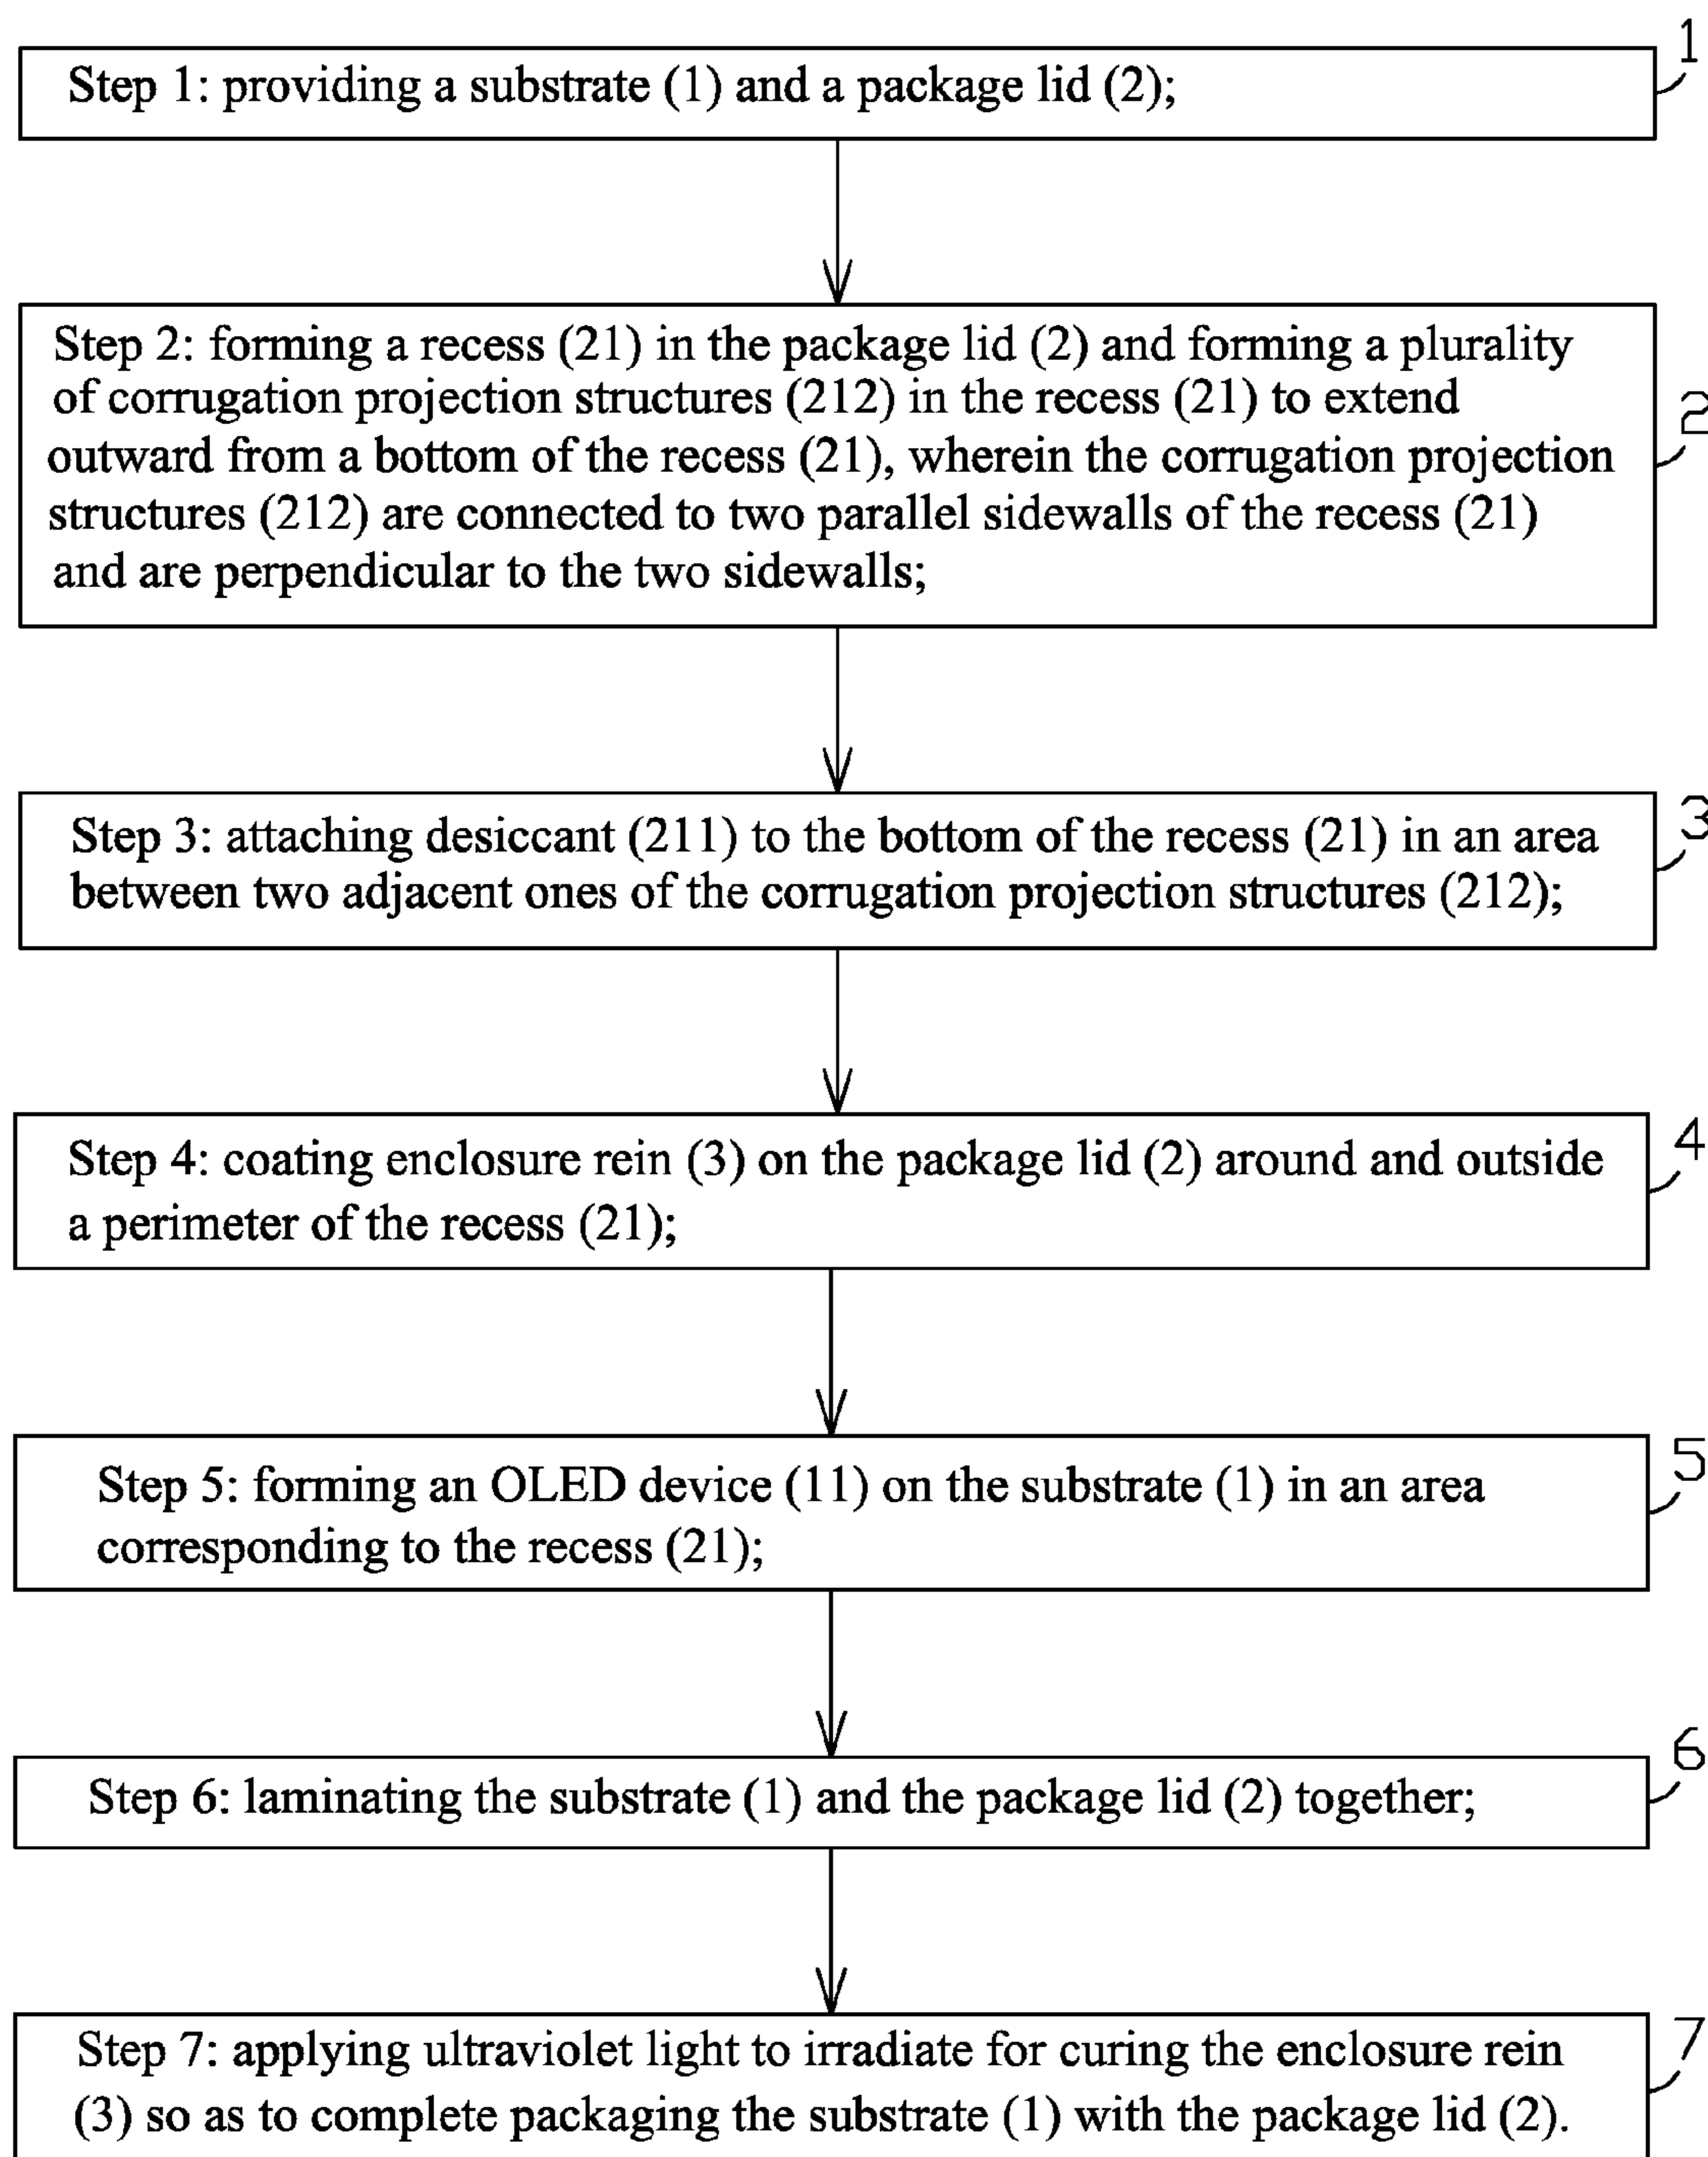 1
Step 1: providing a substrate (1) and a package lid (2);
Step 2: forming a recess (21) in the package lid (2) and forming a plurality
of corrugation projection structures (212) in the recess (21) to extend
outward from a bottom of the recess (21), wherein the corrugation projection
structures (212) are connected to two parallel sidewalls of the recess (21)
and are perpendicular to the two sidewalls;
2
Step 3: attaching desiccant (211) to the bottom of the recess (21) in an area
between two adjacent ones of the corrugation projection structures (212);
3
Step 4: coating enclosure rein (3) on the package lid (2) around and outside
a perimeter of the recess (21);
4
Step 5: forming an OLED device (11) on the substrate (1) in an area
corresponding to the recess (21);
5
Step 6: laminating the substrate (1) and the package lid (2) together;
6
Step 7: applying ultraviolet light to irradiate for curing the enclosure rein
(3) so as to complete packaging the substrate (1) with the package lid (2).
7